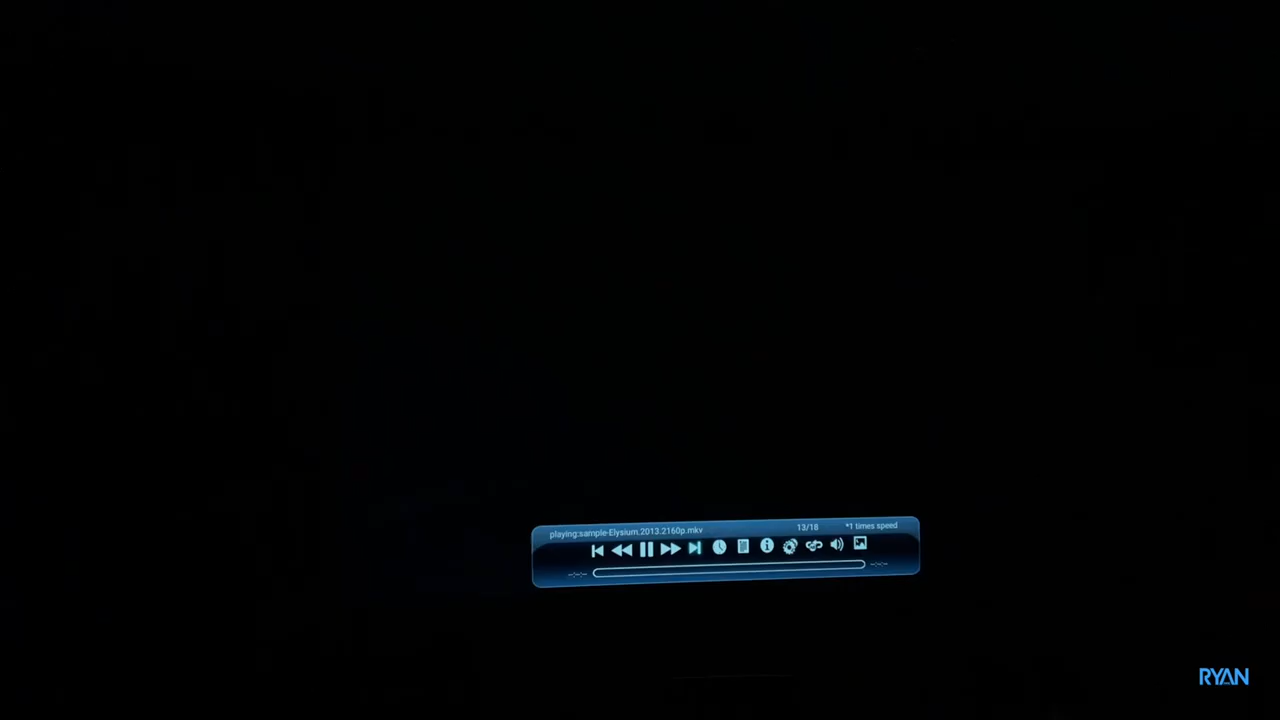 playing:sample-Elysium.2013.2160p.mkv 13/18 *1 times speed
--:--:-- --:--:--
RYAN